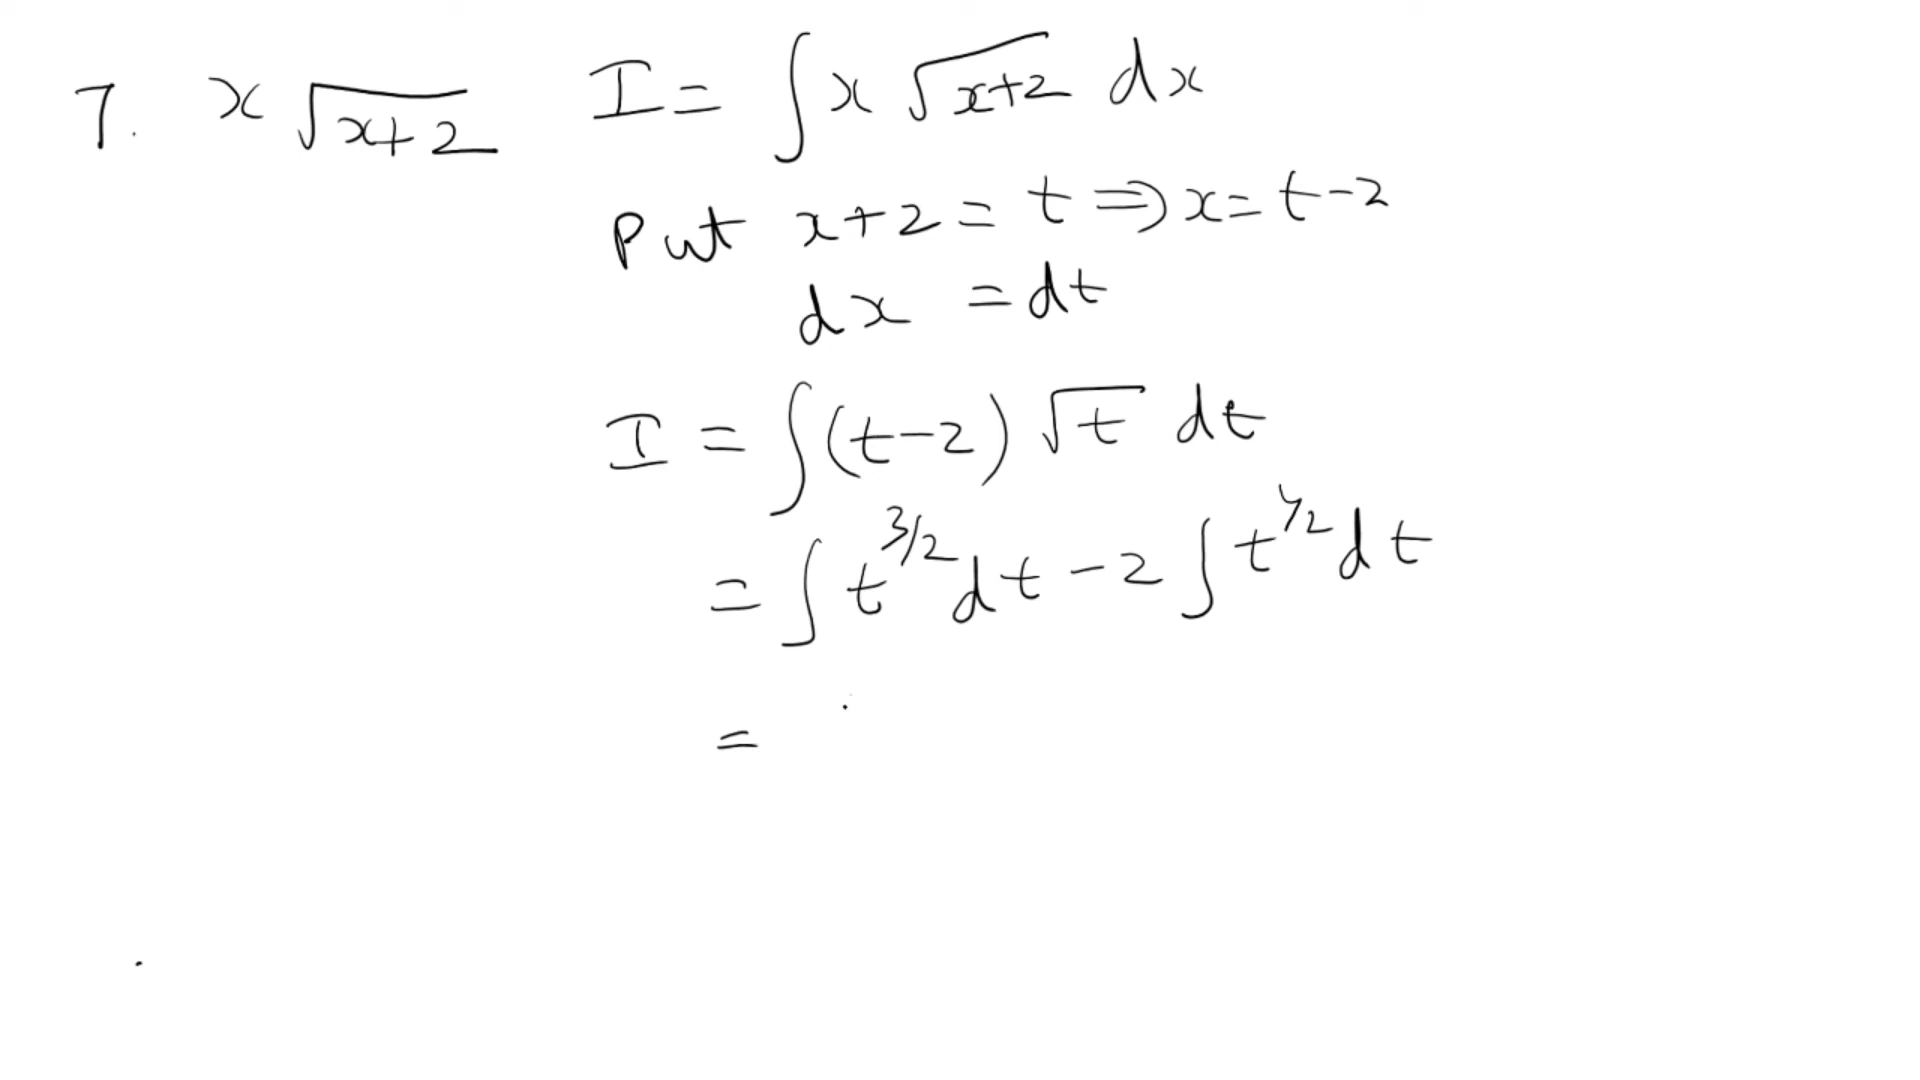 7. x √(x+2) I = ∫ x √(x+2) dx
Put x+2 = t ⇒ x = t-2
dx = dt
I = ∫ (t-2) √t dt
= ∫ t^3/2 dt - 2 ∫ t^1/2 dt
=